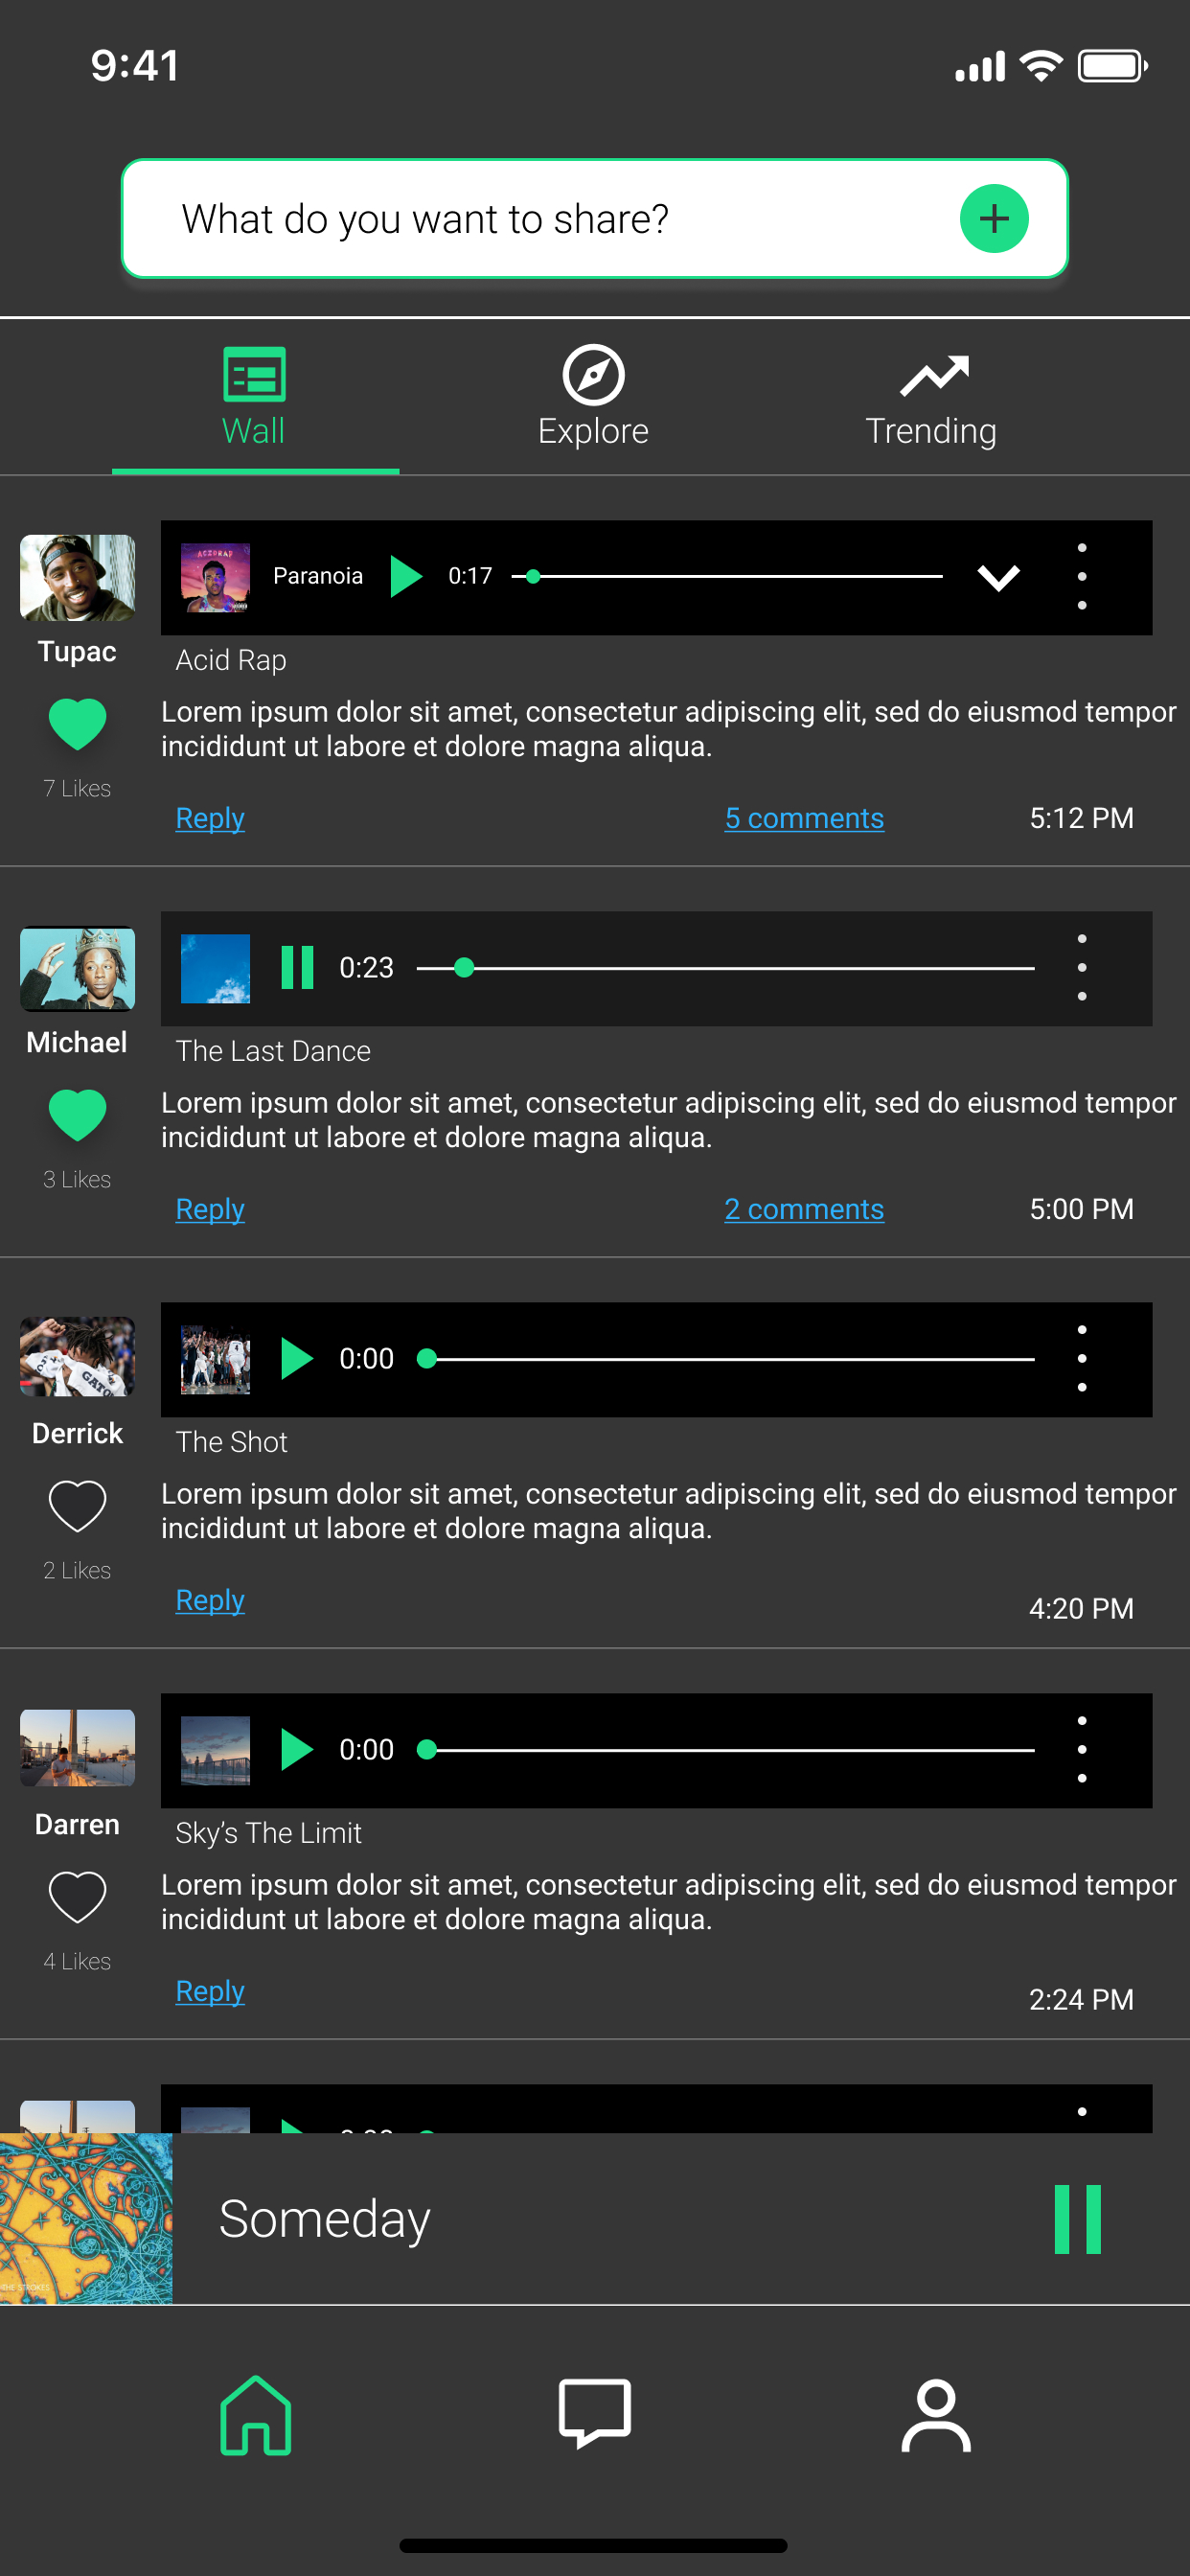 9:41
What do you want to share?
Wall
Explore
Trending
ACID RAP
Paranoia
0:17
Tupac
Acid Rap
Lorem ipsum dolor sit amet, consectetur adipiscing elit, sed do eiusmod tempor
incididunt ut labore et dolore magna aliqua.
7 Likes
Reply
5 comments
5:12 PM
0:23
Michael
The Last Dance
Lorem ipsum dolor sit amet, consectetur adipiscing elit, sed do eiusmod tempor
incididunt ut labore et dolore magna aliqua.
3 Likes
Reply
2 comments
5:00 PM
0:00
Derrick
The Shot
Lorem ipsum dolor sit amet, consectetur adipiscing elit, sed do eiusmod tempor
incididunt ut labore et dolore magna aliqua.
2 Likes
Reply
4:20 PM
0:00
Darren
Sky’s The Limit
Lorem ipsum dolor sit amet, consectetur adipiscing elit, sed do eiusmod tempor
incididunt ut labore et dolore magna aliqua.
4 Likes
Reply
2:24 PM
THE STROKES
Someday